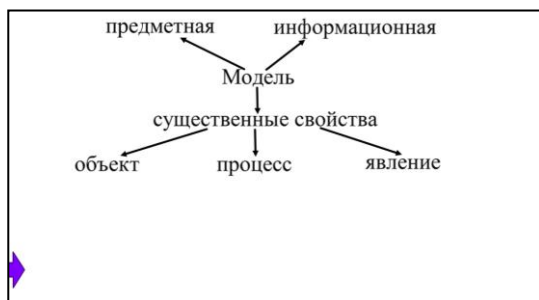 предметная информационная
Модель
существенные свойства
объект процесс явление